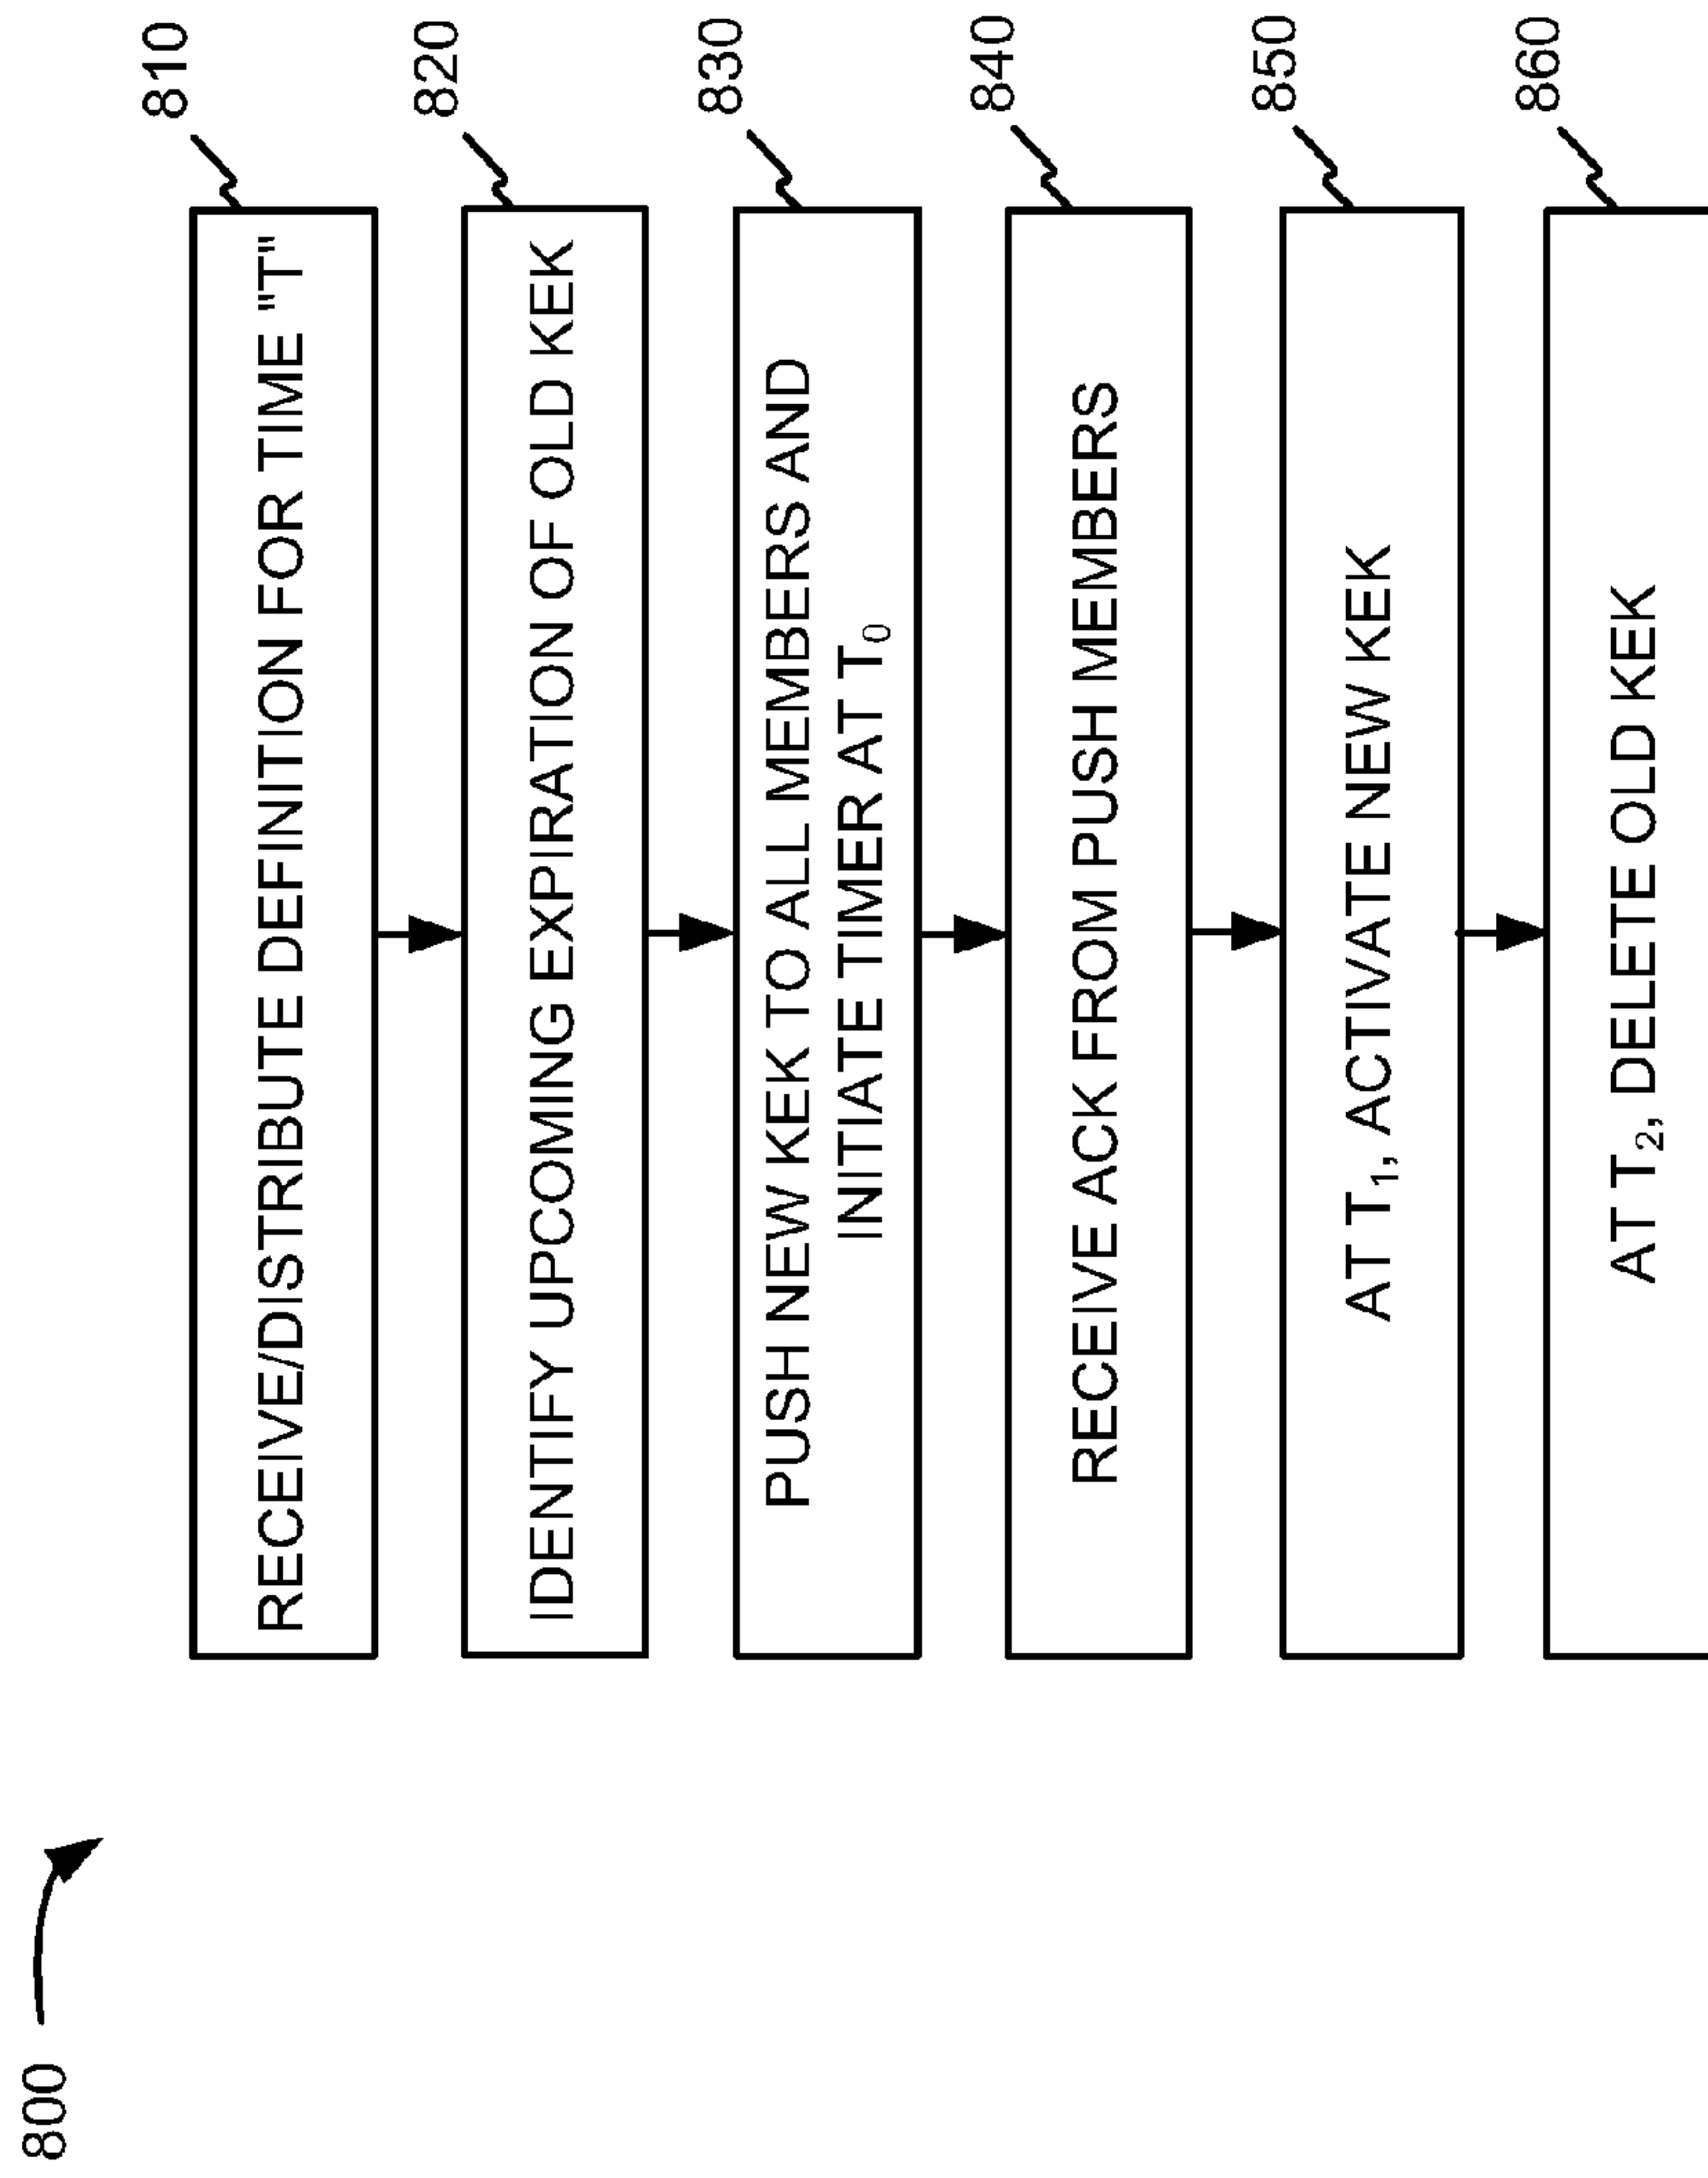 800
810
RECEIVE/DISTRIBUTE DEFINITION FOR TIME "T"
820
IDENTIFY UPCOMING EXPIRATION OF OLD KEK
830
PUSH NEW KEK TO ALL MEMBERS AND
INITIATE TIMER AT T₀
840
RECEIVE ACK FROM PUSH MEMBERS
850
AT T₁, ACTIVATE NEW KEK
860
AT T₂, DELETE OLD KEK